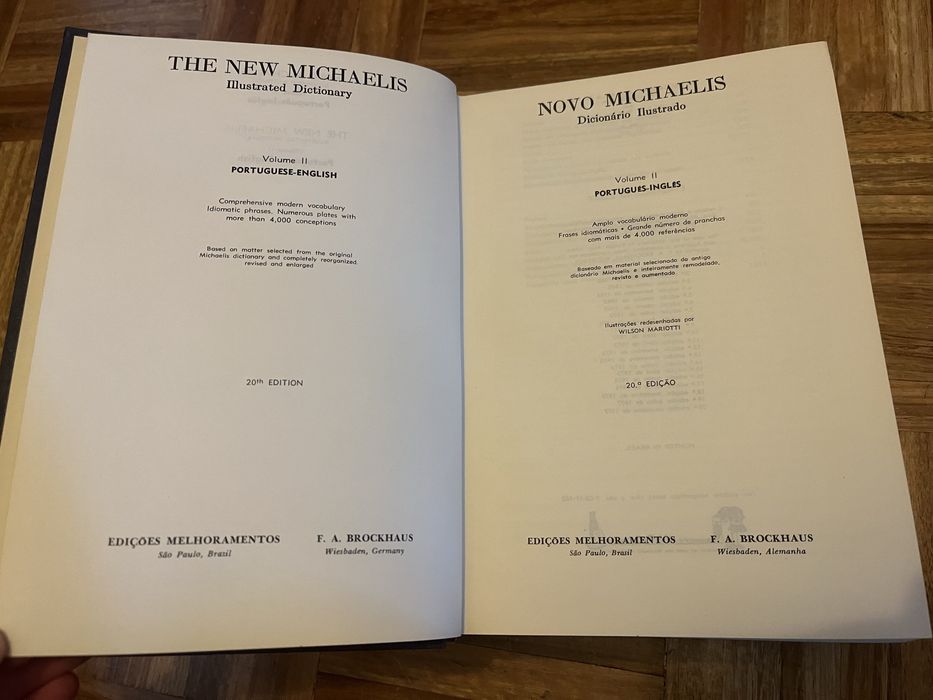 THE NEW MICHAELIS
Illustrated Dictionary
Volume II
PORTUGUESE-ENGLISH
Comprehensive modern vocabulary
Idiomatic phrases. Numerous plates with
more than 4,000 conceptions
Based on matter selected from the original
Michaelis dictionary and completely reorganized,
revised and enlarged
20th EDITION
EDIÇÕES MELHORAMENTOS
São Paulo, Brazil
F. A. BROCKHAUS
Wiesbaden, Germany
NOVO MICHAELIS
Dicionário Ilustrado
Volume II
PORTUGUÊS-INGLÊS
Amplo vocabulário moderno
Frases idiomáticas • Grande número de pranchas
com mais de 4.000 referências
Baseado em material selecionado do antigo
dicionário Michaelis e inteiramente remodelado,
revisto e aumentado
Ilustrações redesenhadas por
WILSON MARIOTTI
20.ª EDIÇÃO
EDIÇÕES MELHORAMENTOS
São Paulo, Brasil
F. A. BROCKHAUS
Wiesbaden, Alemanha